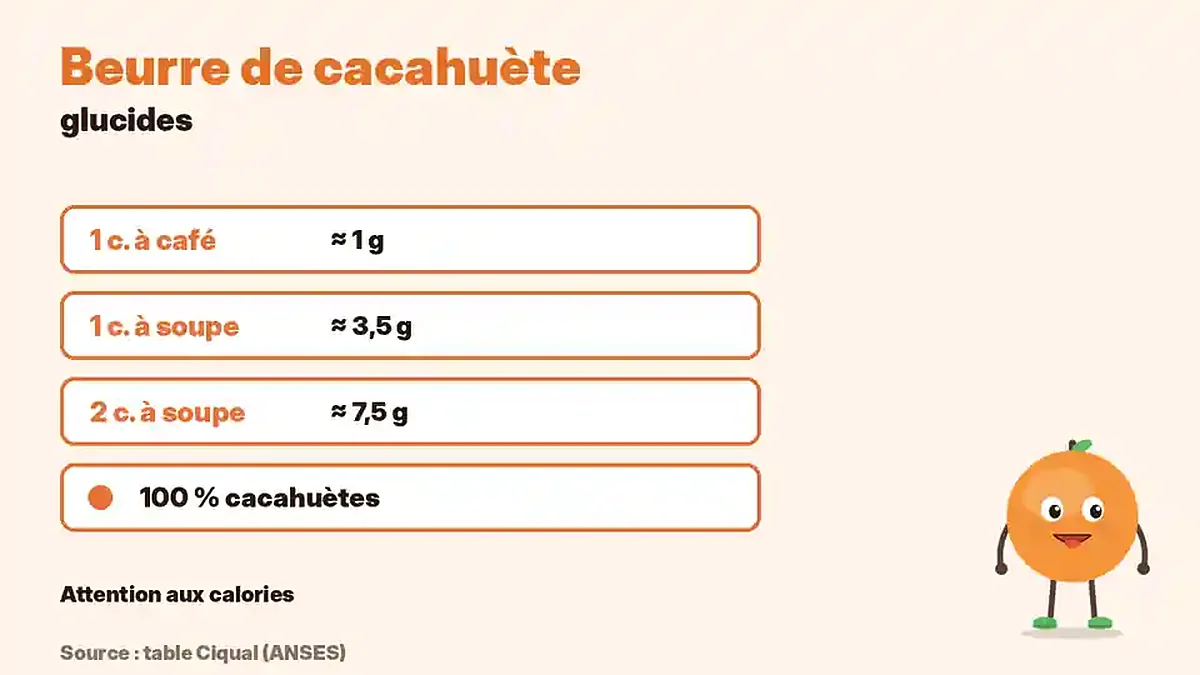 Beurre de cacahuète
glucides
1 c. à café ≈ 1 g
1 c. à soupe ≈ 3,5 g
2 c. à soupe ≈ 7,5 g
100 % cacahuètes
Attention aux calories
Source : table Ciqual (ANSES)